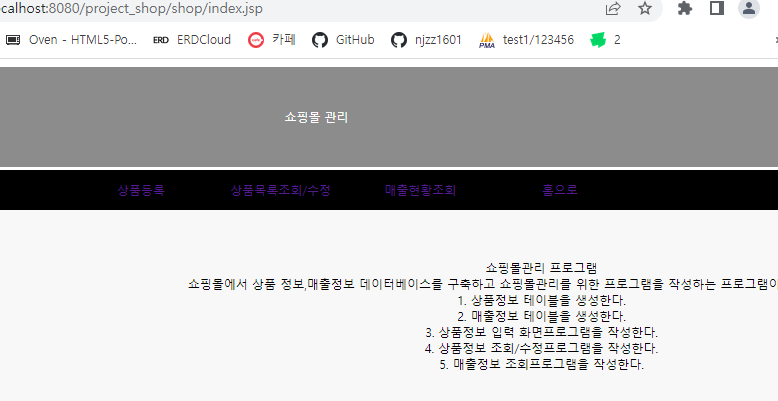 calhost:8080/project_shop/shop/index.jsp
Oven - HTML5-Po... ERD ERDCloud 카페 GitHub njzz1601 PMA test1/123456 2
쇼핑몰 관리
상품등록 상품목록조회/수정 매출현황조회 홈으로
쇼핑몰관리 프로그램
쇼핑몰에서 상품 정보,매출정보 데이터베이스를 구축하고 쇼핑몰관리를 위한 프로그램을 작성하는 프로그램이
1. 상품정보 테이블을 생성한다.
2. 매출정보 테이블을 생성한다.
3. 상품정보 입력 화면프로그램을 작성한다.
4. 상품정보 조회/수정프로그램을 작성한다.
5. 매출정보 조회프로그램을 작성한다.